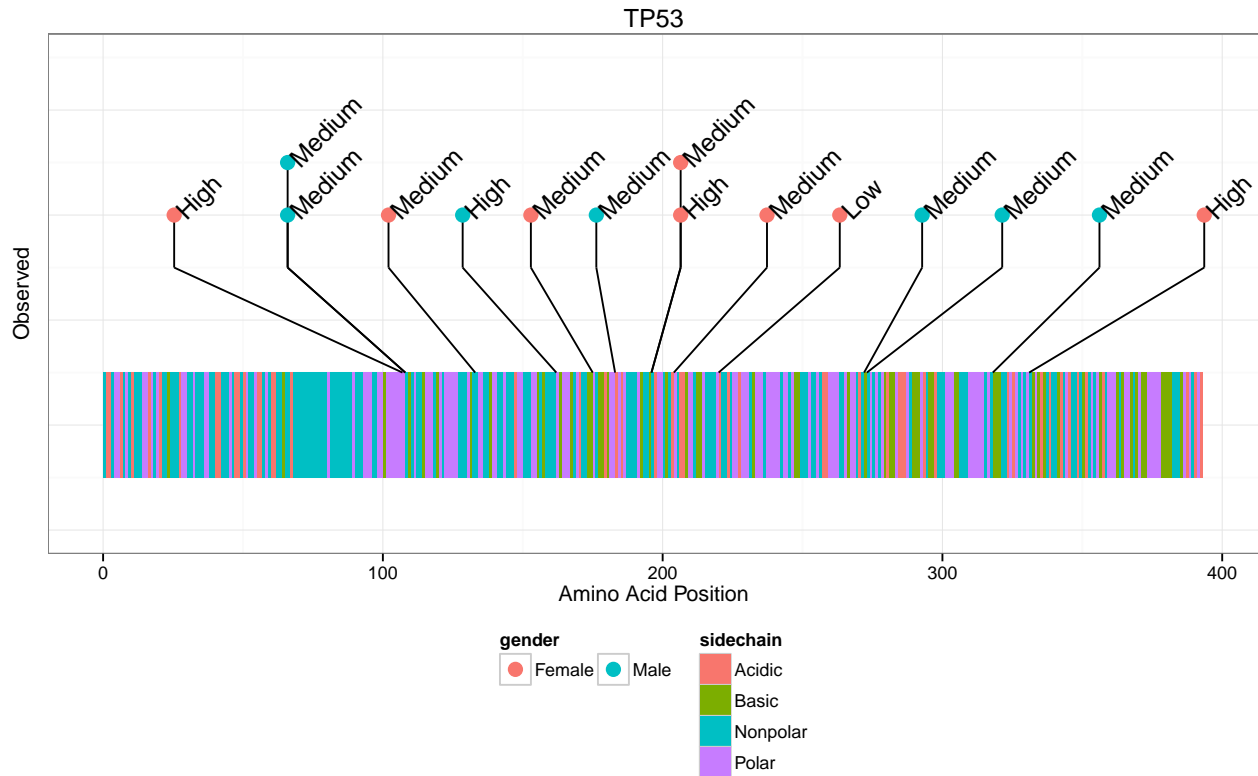 TP53
Medium
Medium
High
Medium
Medium
High
Medium
Medium
High
Medium
Low
Medium
Medium
Medium
High
Observed
0
100
200
300
400
Amino Acid Position
gender
Female
Male
sidechain
Acidic
Basic
Nonpolar
Polar